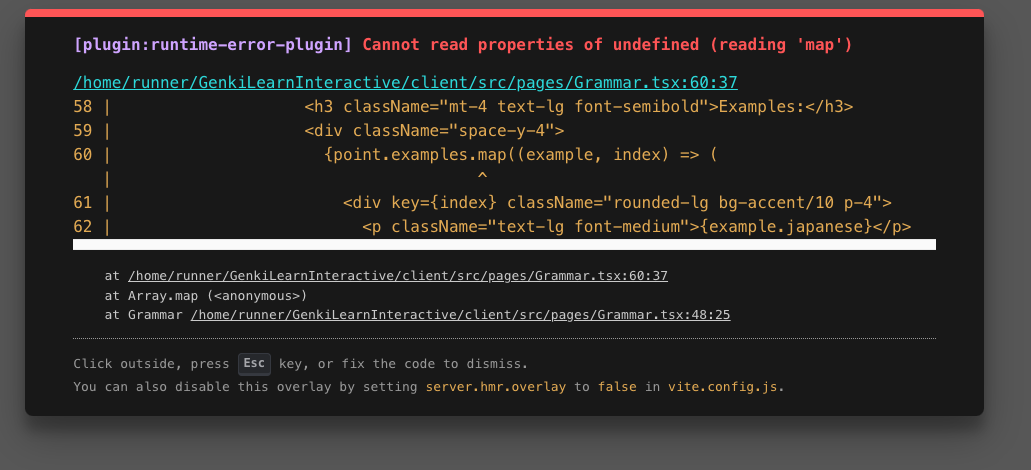 [plugin:runtime-error-plugin] Cannot read properties of undefined (reading 'map')
/home/runner/GenkiLearnInteractive/client/src/pages/Grammar.tsx:60:37
58 | <h3 className="mt-4 text-lg font-semibold">Examples:</h3>
59 | <div className="space-y-4">
60 | {point.examples.map((example, index) => (
| ^
61 | <div key={index} className="rounded-lg bg-accent/10 p-4">
62 | <p className="text-lg font-medium">{example.japanese}</p>
at /home/runner/GenkiLearnInteractive/client/src/pages/Grammar.tsx:60:37
at Array.map (<anonymous>)
at Grammar /home/runner/GenkiLearnInteractive/client/src/pages/Grammar.tsx:48:25
Click outside, press Esc key, or fix the code to dismiss.
You can also disable this overlay by setting server.hmr.overlay to false in vite.config.js.